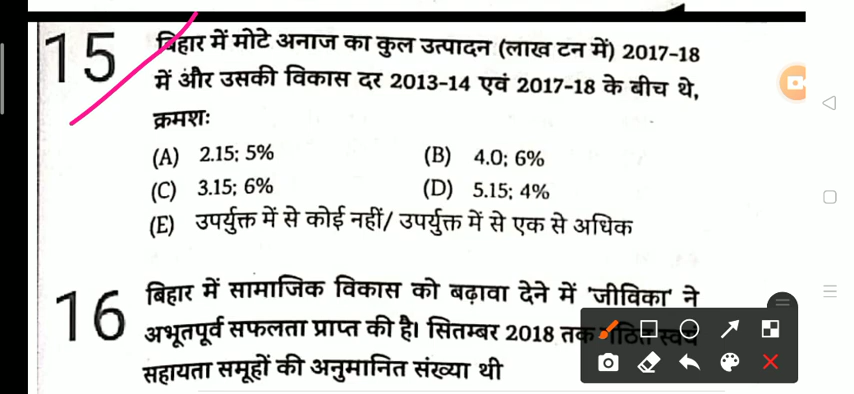 15 बिहार में मोटे अनाज का कुल उत्पादन (लाख टन में) 2017-18
में और उसकी विकास दर 2013-14 एवं 2017-18 के बीच थे,
क्रमशः
(A) 2.15; 5% (B) 4.0; 6%
(C) 3.15; 6% (D) 5.15; 4%
(E) उपर्युक्त में से कोई नहीं/ उपर्युक्त में से एक से अधिक
16 बिहार में सामाजिक विकास को बढ़ावा देने में 'जीविका' ने
अभूतपूर्व सफलता प्राप्त की है। सितम्बर 2018 तक गठित स्वयं
सहायता समूहों की अनुमानित संख्या थी